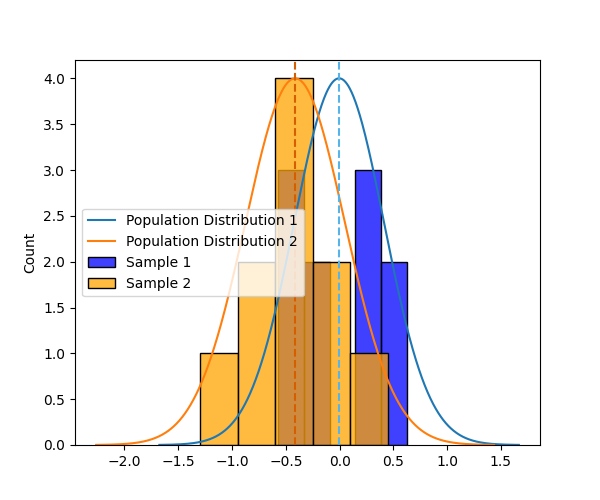 4.0
3.5
3.0
2.5
2.0
1.5
1.0
0.5
0.0
Count
Population Distribution 1
Population Distribution 2
Sample 1
Sample 2
−2.0 −1.5 −1.0 −0.5 0.0 0.5 1.0 1.5